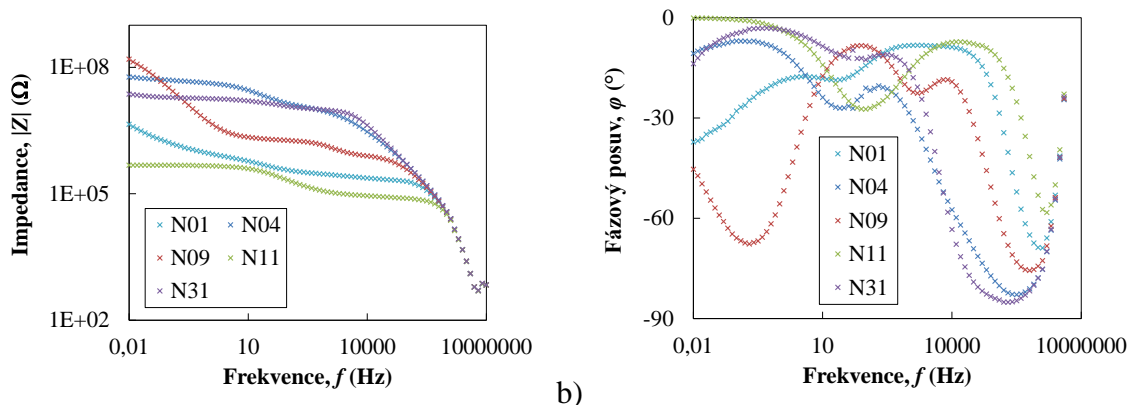 Impedance, |Z| (Ω)
1E+08
1E+05
1E+02
N01 N04
N09 N11
N31
0,01 10 10000 10000000
Frekvence, f (Hz)
b)
Fázový posuv, φ (°)
0
-30
-60
-90
N01
N04
N09
N11
N31
0,01 10 10000 10000000
Frekvence, f (Hz)